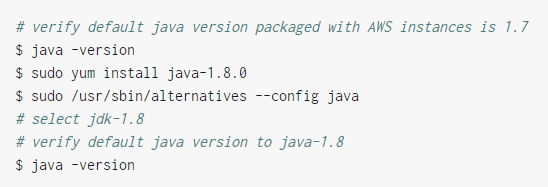 # verify default java version packaged with AWS instances is 1.7
$ java -version
$ sudo yum install java-1.8.0
$ sudo /usr/sbin/alternatives --config java
# select jdk-1.8
# verify default java version to java-1.8
$ java -version